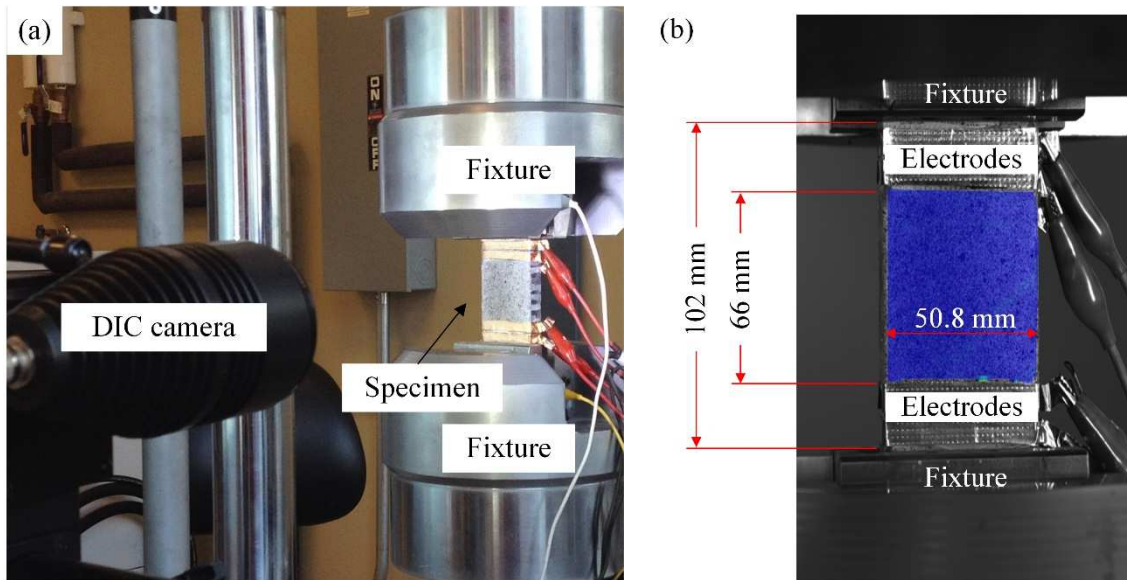 (a)
ON
OFF
Fixture
DIC camera
Specimen
Fixture
(b)
Fixture
Electrodes
102 mm
66 mm
50.8 mm
Electrodes
Fixture